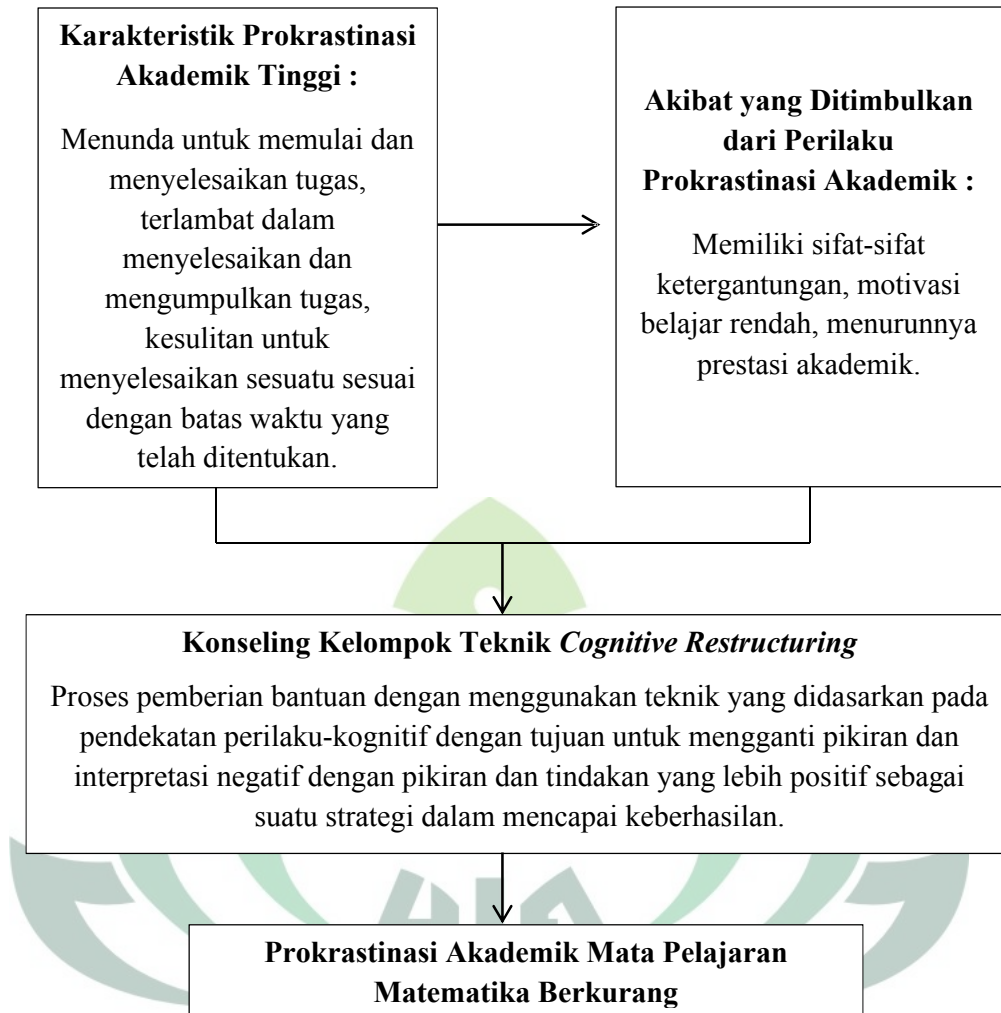 Karakteristik Prokrastinasi
Akademik Tinggi :
Menunda untuk memulai dan
menyelesaikan tugas,
terlambat dalam
menyelesaikan dan
mengumpulkan tugas,
kesulitan untuk
menyelesaikan sesuatu sesuai
dengan batas waktu yang
telah ditentukan.
Akibat yang Ditimbulkan
dari Perilaku
Prokrastinasi Akademik :
Memiliki sifat-sifat
ketergantungan, motivasi
belajar rendah, menurunnya
prestasi akademik.
Konseling Kelompok Teknik Cognitive Restructuring
Proses pemberian bantuan dengan menggunakan teknik yang didasarkan pada
pendekatan perilaku-kognitif dengan tujuan untuk mengganti pikiran dan
interpretasi negatif dengan pikiran dan tindakan yang lebih positif sebagai
suatu strategi dalam mencapai keberhasilan.
Prokrastinasi Akademik Mata Pelajaran
Matematika Berkurang